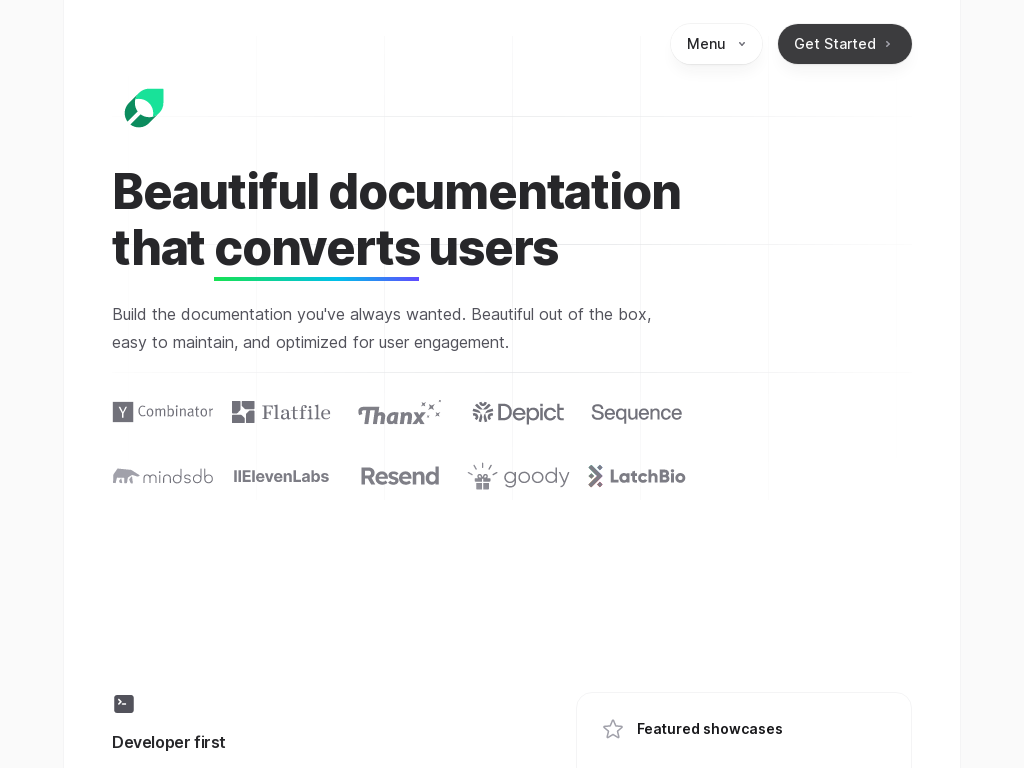 Menu
Get Started
Beautiful documentation
that converts users
Build the documentation you've always wanted. Beautiful out of the box,
easy to maintain, and optimized for user engagement.
Y Combinator
Flatfile
Thanx
Depict
Sequence
mindsdb
IIElevenLabs
Resend
goody
LatchBio
Developer first
Featured showcases